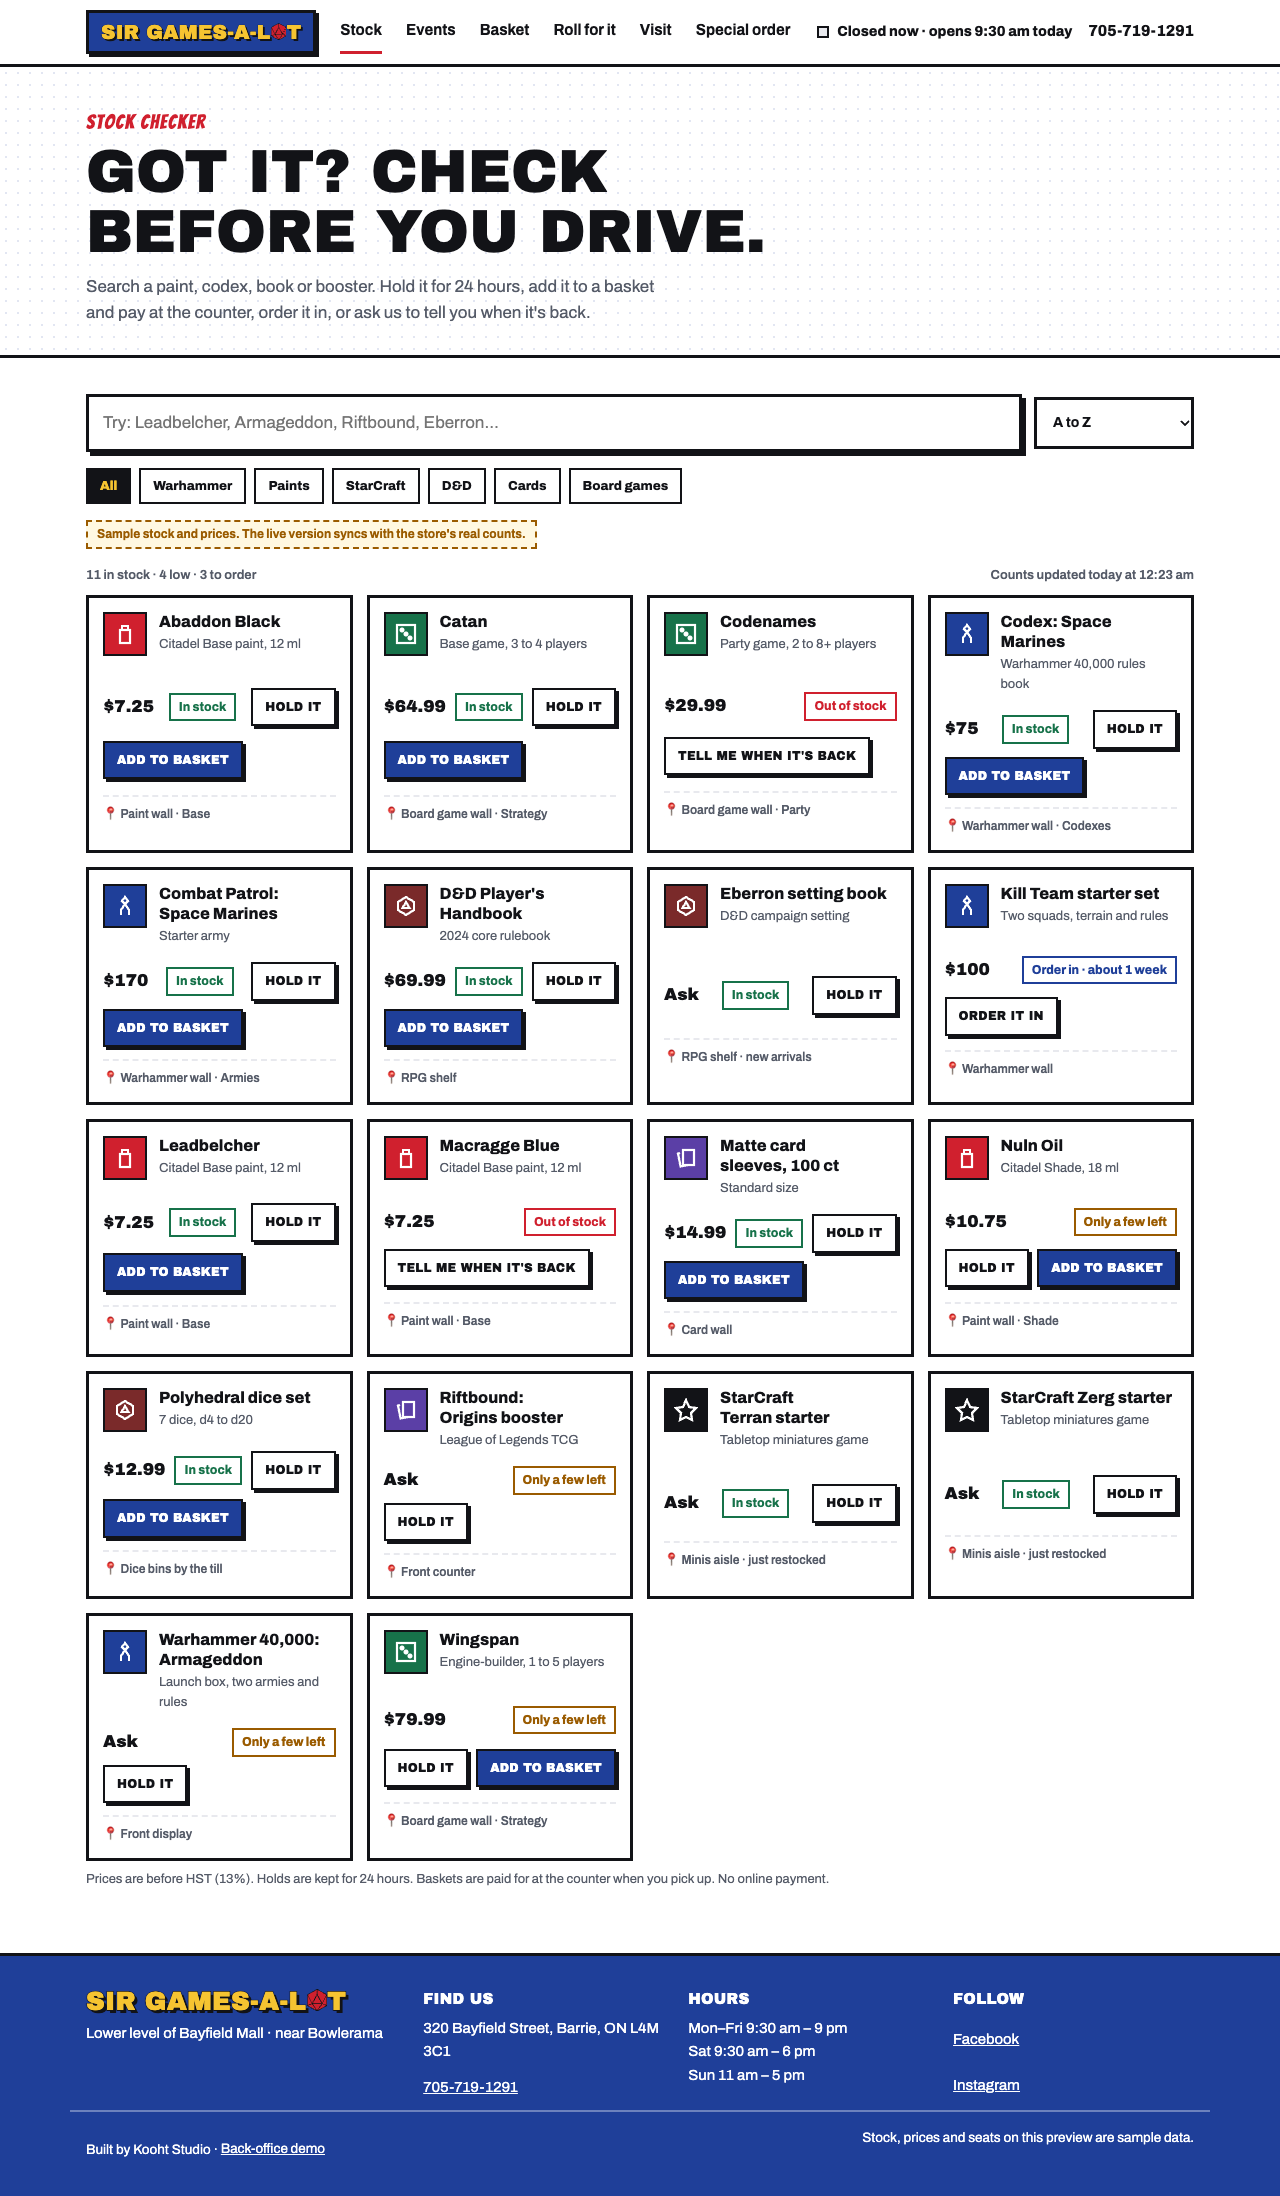 SIR GAMES-A-LOT
Stock
Events
Basket
Roll for it
Visit
Special order
Closed now · opens 9:30 am today
705-719-1291
STOCK CHECKER
GOT IT? CHECK
BEFORE YOU DRIVE.
Search a paint, codex, book or booster. Hold it for 24 hours, add it to a basket
and pay at the counter, order it in, or ask us to tell you when it's back.
Try: Leadbelcher, Armageddon, Riftbound, Eberron...
A to Z
All
Warhammer
Paints
StarCraft
D&D
Cards
Board games
Sample stock and prices. The live version syncs with the store's real counts.
11 in stock · 4 low · 3 to order
Counts updated today at 12:23 am
Abaddon Black
Citadel Base paint, 12 ml
$7.25
In stock
HOLD IT
ADD TO BASKET
Paint wall · Base
Catan
Base game, 3 to 4 players
$64.99
In stock
HOLD IT
ADD TO BASKET
Board game wall · Strategy
Codenames
Party game, 2 to 8+ players
$29.99
Out of stock
TELL ME WHEN IT'S BACK
Board game wall · Party
Codex: Space
Marines
Warhammer 40,000 rules
book
$75
In stock
HOLD IT
ADD TO BASKET
Warhammer wall · Codexes
Combat Patrol:
Space Marines
Starter army
$170
In stock
HOLD IT
ADD TO BASKET
Warhammer wall · Armies
D&D Player's
Handbook
2024 core rulebook
$69.99
In stock
HOLD IT
ADD TO BASKET
RPG shelf
Eberron setting book
D&D campaign setting
Ask
In stock
HOLD IT
RPG shelf · new arrivals
Kill Team starter set
Two squads, terrain and rules
$100
Order in · about 1 week
ORDER IT IN
Warhammer wall
Leadbelcher
Citadel Base paint, 12 ml
$7.25
In stock
HOLD IT
ADD TO BASKET
Paint wall · Base
Macragge Blue
Citadel Base paint, 12 ml
$7.25
Out of stock
TELL ME WHEN IT'S BACK
Paint wall · Base
Matte card
sleeves, 100 ct
Standard size
$14.99
In stock
HOLD IT
ADD TO BASKET
Card wall
Nuln Oil
Citadel Shade, 18 ml
$10.75
Only a few left
HOLD IT
ADD TO BASKET
Paint wall · Shade
Polyhedral dice set
7 dice, d4 to d20
$12.99
In stock
HOLD IT
ADD TO BASKET
Dice bins by the till
Riftbound:
Origins booster
League of Legends TCG
Ask
Only a few left
HOLD IT
Front counter
StarCraft
Terran starter
Tabletop miniatures game
Ask
In stock
HOLD IT
Minis aisle · just restocked
StarCraft Zerg starter
Tabletop miniatures game
Ask
In stock
HOLD IT
Minis aisle · just restocked
Warhammer 40,000:
Armageddon
Launch box, two armies and
rules
Ask
Only a few left
HOLD IT
Front display
Wingspan
Engine-builder, 1 to 5 players
$79.99
Only a few left
HOLD IT
ADD TO BASKET
Board game wall · Strategy
Prices are before HST (13%). Holds are kept for 24 hours. Baskets are paid for at the counter when you pick up. No online payment.
SIR GAMES-A-LOT
Lower level of Bayfield Mall · near Bowlerama
FIND US
320 Bayfield Street, Barrie, ON L4M
3C1
705-719-1291
HOURS
Mon–Fri 9:30 am – 9 pm
Sat 9:30 am – 6 pm
Sun 11 am – 5 pm
FOLLOW
Facebook
Instagram
Built by Kooht Studio · Back-office demo
Stock, prices and seats on this preview are sample data.